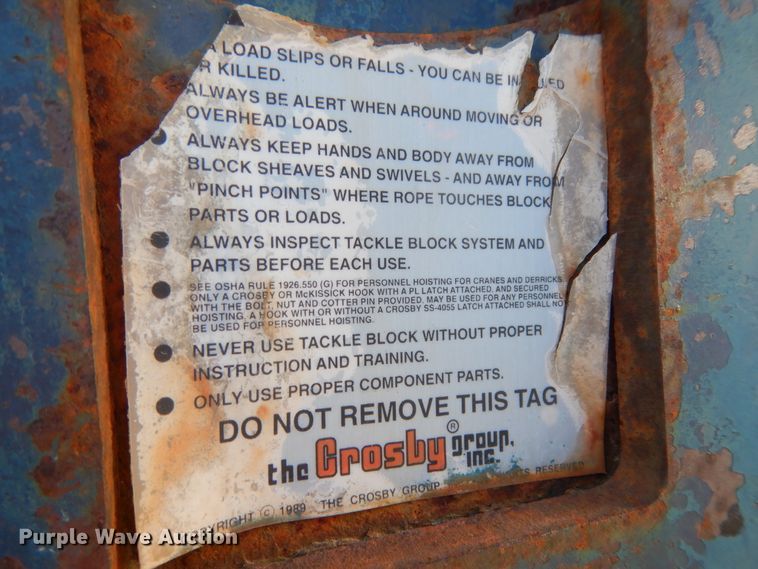 A LOAD SLIPS OR FALLS - YOU CAN BE
KILLED.
ALWAYS BE ALERT WHEN AROUND MOVING OR
OVERHEAD LOADS.
ALWAYS KEEP HANDS AND BODY AWAY FROM
BLOCK SHEAVES AND SWIVELS - AND AWAY FROM
"PINCH POINTS" WHERE ROPE TOUCHES BLOCK
PARTS OR LOADS.
ALWAYS INSPECT TACKLE BLOCK SYSTEM AND
PARTS BEFORE EACH USE.
SEE OSHA RULE 1926.550 (G) FOR PERSONNEL HOISTING FOR CRANES AND DERRICKS
ONLY A CROSBY OR McKISSICK HOOK WITH A PL LATCH ATTACHED, AND SECURED
WITH THE BOLT, NUT AND COTTER PIN PROVIDED, MAY BE USED FOR ANY PERSONNEL
HOISTING. A HOOK WITH OR WITHOUT A CROSBY SS-4055 LATCH ATTACHED SHALL NOT
BE USED FOR PERSONNEL HOISTING.
NEVER USE TACKLE BLOCK WITHOUT PROPER
INSTRUCTION AND TRAINING.
ONLY USE PROPER COMPONENT PARTS.
DO NOT REMOVE THIS TAG
the Crosby® group, inc.
COPYRIGHT © 1989 THE CROSBY GROUP RIGHTS RESERVED
Purple Wave Auction